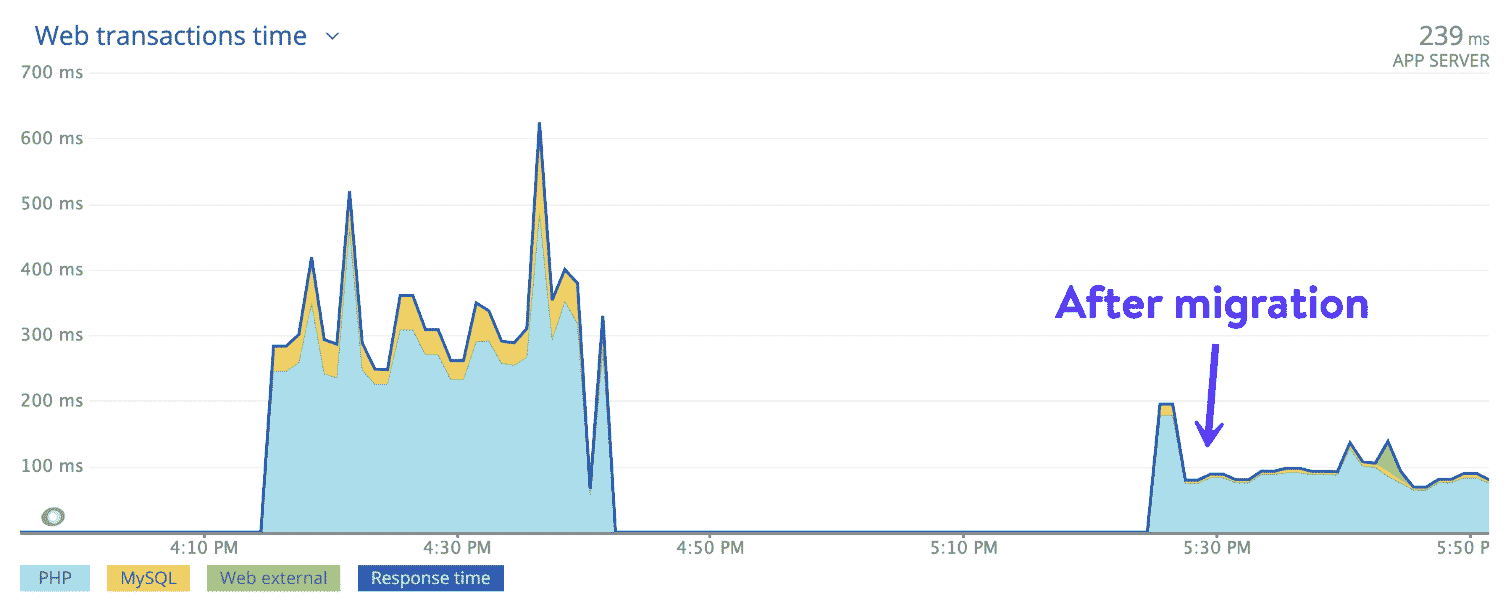 Web transactions time
239 ms
APP SERVER
700 ms
600 ms
500 ms
400 ms
300 ms
200 ms
100 ms
After migration
4:10 PM 4:30 PM 4:50 PM 5:10 PM 5:30 PM 5:50 P
PHP MySQL Web external Response time